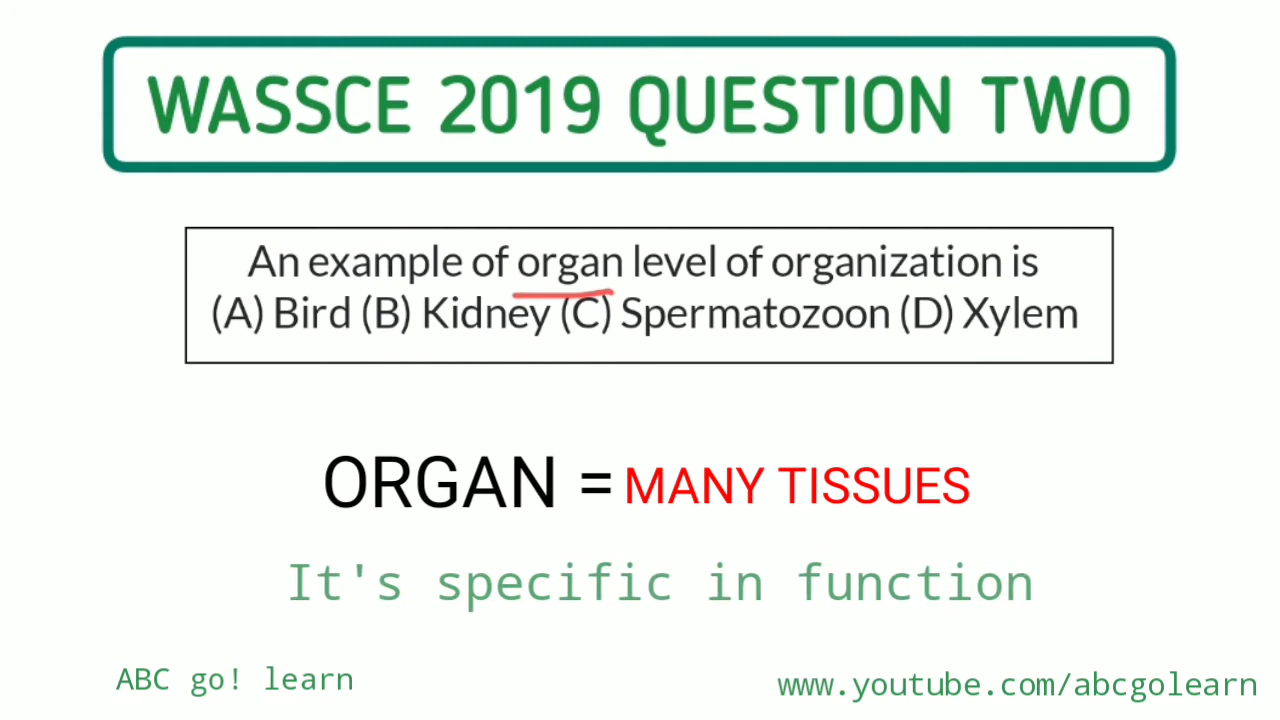 WASSCE 2019 QUESTION TWO
An example of organ level of organization is
(A) Bird (B) Kidney (C) Spermatozoon (D) Xylem
ORGAN = MANY TISSUES
It's specific in function
ABC go! learn
www.youtube.com/abcgolearn